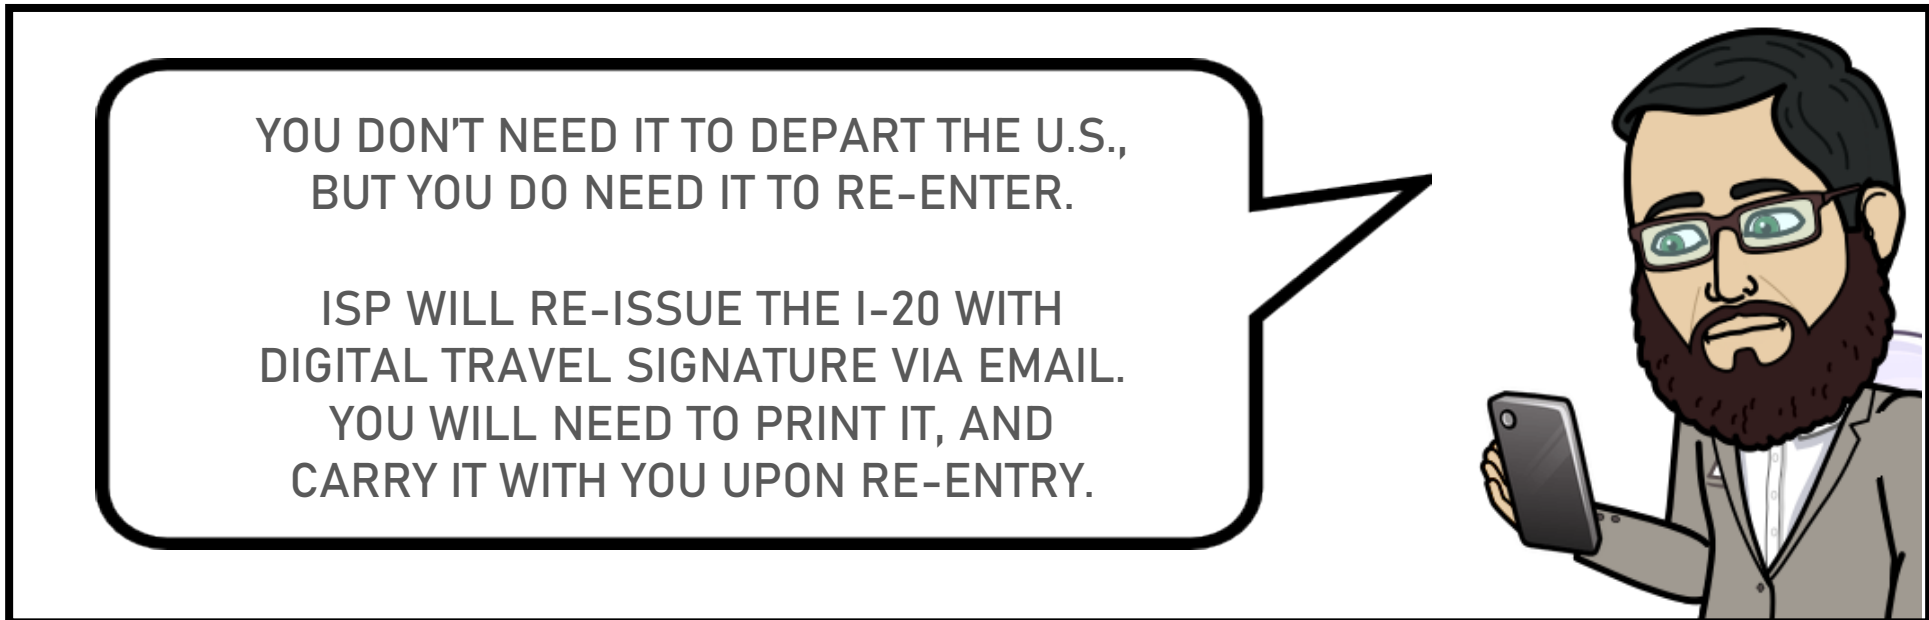 YOU DON'T NEED IT TO DEPART THE U.S.,
BUT YOU DO NEED IT TO RE-ENTER.
ISP WILL RE-ISSUE THE I-20 WITH
DIGITAL TRAVEL SIGNATURE VIA EMAIL.
YOU WILL NEED TO PRINT IT, AND
CARRY IT WITH YOU UPON RE-ENTRY.